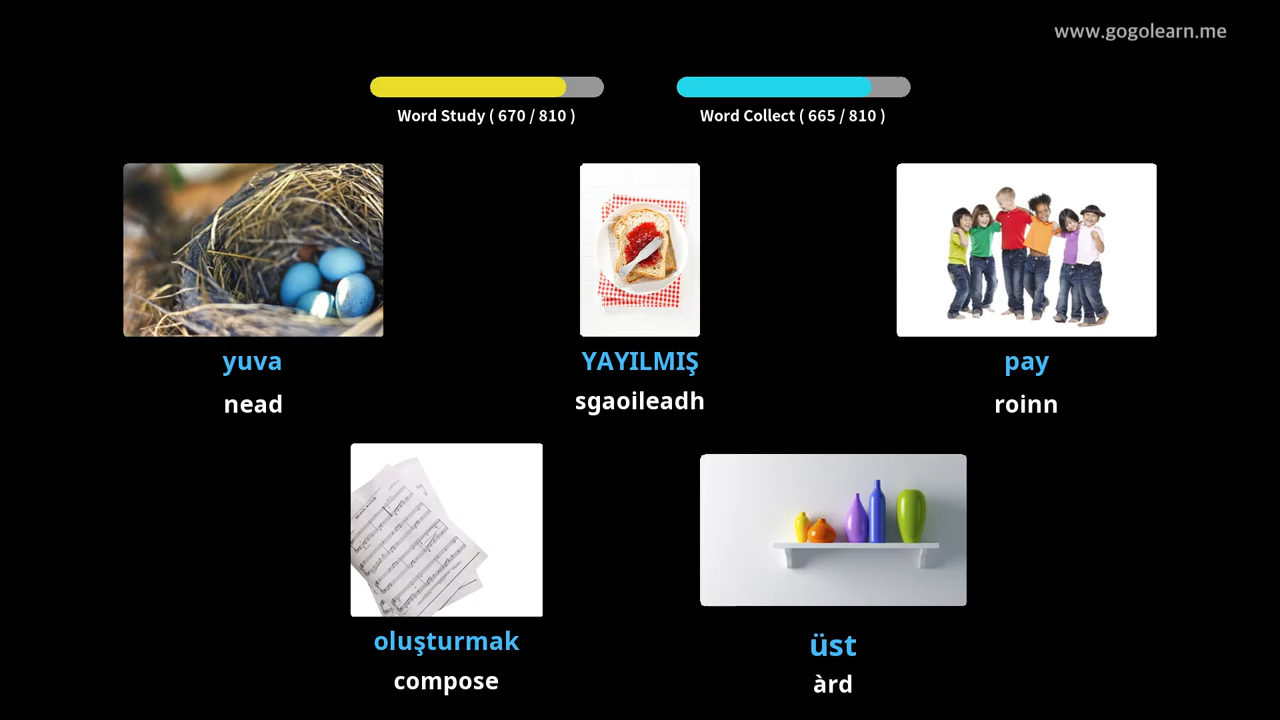 www.gogolearn.me
Word Study ( 670 / 810 )
Word Collect ( 665 / 810 )
yuva
nead
YAYILMIŞ
sgaoileadh
pay
roinn
oluşturmak
compose
üst
àrd